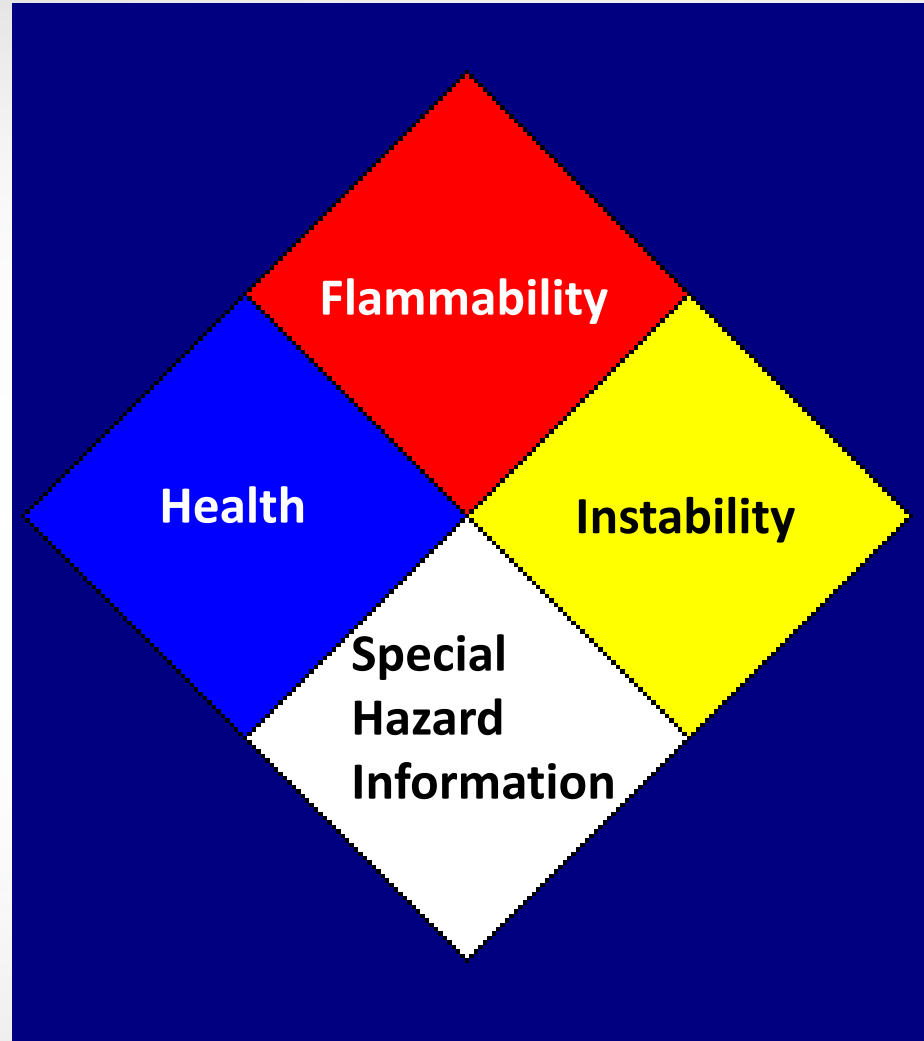 Flammability
Health
Instability
Special
Hazard
Information